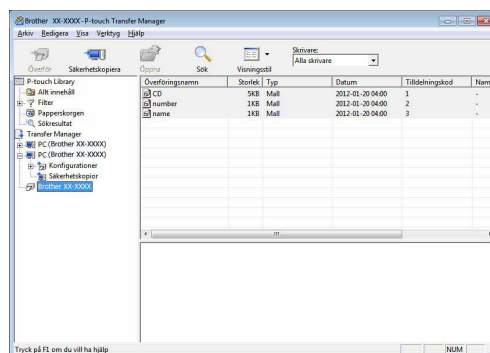 Brother XX-XXXX - P-touch Transfer Manager
Arkiv Redigera Visa Verktyg Hjälp
Överför Säkerhetskopiera Öppna Sök Visningsstil
Skrivare:
Alla skrivare
P-touch Library
Allt innehåll
Filter
Papperskorgen
Sökresultat
Transfer Manager
PC (Brother XX-XXXX)
PC (Brother XX-XXXX)
Konfigurationer
Säkerhetskopior
Brother XX-XXXX
Överföringsnamn Storlek Typ Datum Tilldelningskod Nam
CD 5KB Mall 2012-01-20 04:00 1 -
number 1KB Mall 2012-01-20 04:00 2 -
name 1KB Mall 2012-01-20 04:00 3 -
Tryck på F1 om du vill ha hjälp NUM